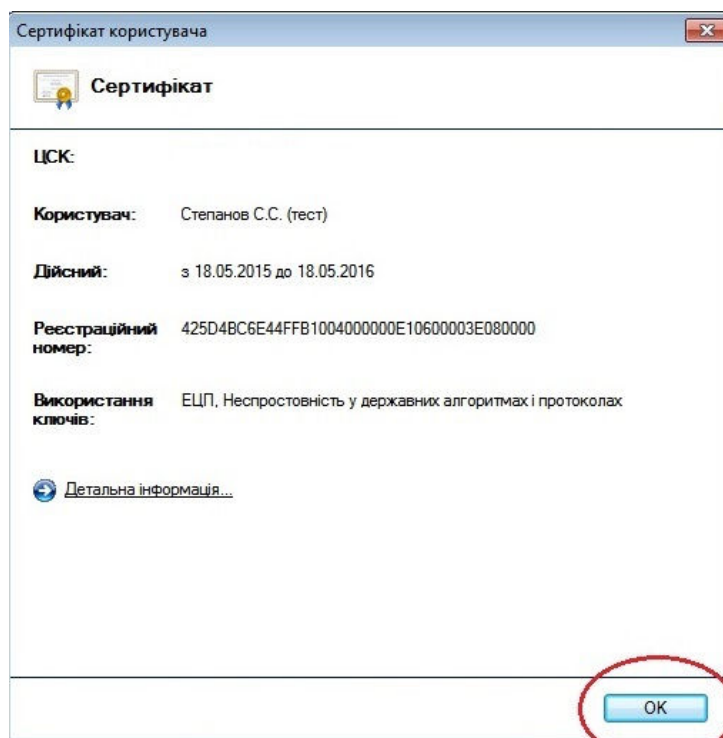 Сертифікат користувача
Сертифікат
ЦСК:
Користувач: Степанов С.С. (тест)
Дійсний: з 18.05.2015 до 18.05.2016
Реєстраційний номер: 425D4BC6E44FFB1004000000E10600003E080000
Використання ключів: ЕЦП, Неспростовність у державних алгоритмах і протоколах
Детальна інформація...
OK